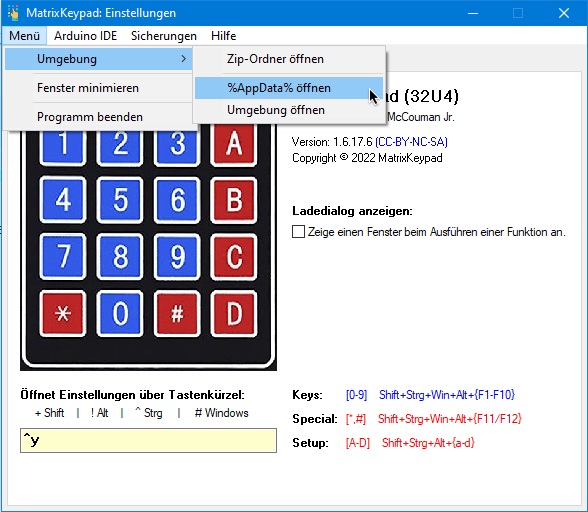 MatrixKeypad: Einstellungen
Menü Arduino IDE Sicherungen Hilfe
Umgebung
Zip-Ordner öffnen
Fenster minimieren
%AppData% öffnen
Programm beenden
Umgebung öffnen
(32U4)
McCouman Jr.
Version: 1.6.17.6 (CC-BY-NC-SA)
Copyright © 2022 MatrixKeypad
1 2 3 A
4 5 6 B
7 8 9 C
* 0 # D
Ladedialog anzeigen:
Zeige einen Fenster beim Ausführen einer Funktion an.
Öffnet Einstellungen über Tastenkürzel:
+ Shift | ! Alt | ^ Strg | # Windows
^y
Keys: [0-9] Shift+Strg+Win+Alt+{F1-F10}
Special: [*,#] Shift+Strg+Win+Alt+{F11/F12}
Setup: [A-D] Shift+Strg+Alt+{a-d}